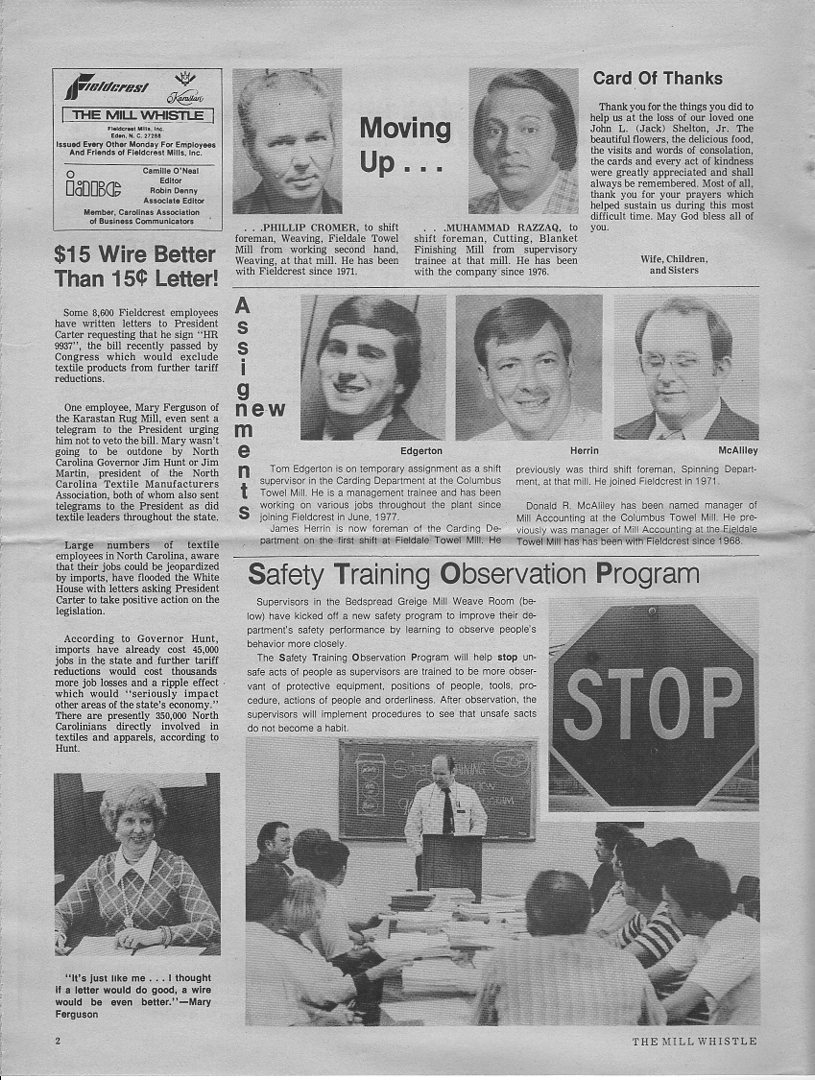 Fieldcrest
Karastan
THE MILL WHISTLE
Fieldcrest Mills, Inc.
Eden, N. C. 27288
Issued Every Other Monday For Employees
And Friends of Fieldcrest Mills, Inc.
Camille O'Neal
Editor
Robin Denny
Associate Editor
Member, Carolinas Association
of Business Communicators
$15 Wire Better
Than 15¢ Letter!
Some 8,600 Fieldcrest employees
have written letters to President
Carter requesting that he sign "HR
9937", the bill recently passed by
Congress which would exclude
textile products from further tariff
reductions.
One employee, Mary Ferguson of
the Karastan Rug Mill, even sent a
telegram to the President urging
him not to veto the bill. Mary wasn't
going to be outdone by North
Carolina Governor Jim Hunt or Jim
Martin, president of the North
Carolina Textile Manufacturers
Association, both of whom also sent
telegrams to the President as did
textile leaders throughout the state.
Large numbers of textile
employees in North Carolina, aware
that their jobs could be jeopardized
by imports, have flooded the White
House with letters asking President
Carter to take positive action on the
legislation.
According to Governor Hunt,
imports have already cost 45,000
jobs in the state and further tariff
reductions would cost thousands
more job losses and a ripple effect
which would "seriously impact
other areas of the state's economy."
There are presently 350,000 North
Carolinians directly involved in
textiles and apparels, according to
Hunt.
"It's just like me . . . I thought
if a letter would do good, a wire
would be even better."—Mary
Ferguson
Moving
Up . . .
. . .PHILLIP CROMER, to shift
foreman, Weaving, Fieldale Towel
Mill from working second hand,
Weaving, at that mill. He has been
with Fieldcrest since 1971.
. . .MUHAMMAD RAZZAQ, to
shift foreman, Cutting, Blanket
Finishing Mill from supervisory
trainee at that mill. He has been
with the company since 1976.
Card Of Thanks
Thank you for the things you did to
help us at the loss of our loved one
John L. (Jack) Shelton, Jr. The
beautiful flowers, the delicious food,
the visits and words of consolation,
the cards and every act of kindness
were greatly appreciated and shall
always be remembered. Most of all,
thank you for your prayers which
helped sustain us during this most
difficult time. May God bless all of
you.
Wife, Children,
and Sisters
new
Assignments
Edgerton
Herrin
McAliley
Tom Edgerton is on temporary assignment as a shift
supervisor in the Carding Department at the Columbus
Towel Mill. He is a management trainee and has been
working on various jobs throughout the plant since
joining Fieldcrest in June, 1977.
James Herrin is now foreman of the Carding De-
partment on the first shift at Fieldale Towel Mill. He
previously was third shift foreman, Spinning Depart-
ment, at that mill. He joined Fieldcrest in 1971.
Donald R. McAliley has been named manager of
Mill Accounting at the Columbus Towel Mill. He pre-
viously was manager of Mill Accounting at the Fieldale
Towel Mill has has been with Fieldcrest since 1968.
Safety Training Observation Program
Supervisors in the Bedspread Greige Mill Weave Room (be-
low) have kicked off a new safety program to improve their de-
partment's safety performance by learning to observe people's
behavior more closely.
The Safety Training Observation Program will help stop un-
safe acts of people as supervisors are trained to be more obser-
vant of protective equipment, positions of people, tools, pro-
cedure, actions of people and orderliness. After observation, the
supervisors will implement procedures to see that unsafe sacts
do not become a habit.
STOP
2
THE MILL WHISTLE